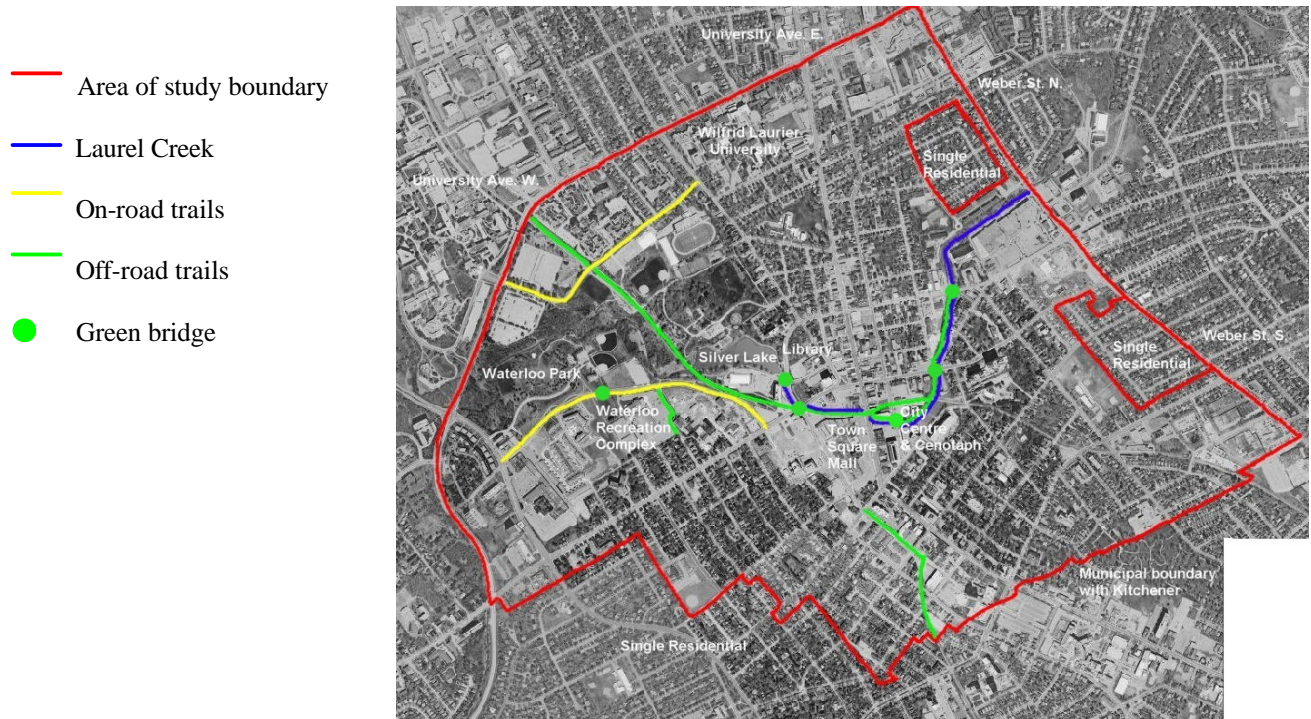 Area of study boundary
Laurel Creek
On-road trails
Off-road trails
Green bridge
University Ave. E.
Weber St. N.
Wilfrid Laurier
University
Single
Residential
University Ave. W.
Weber St. S.
Single
Residential
Silver Lake
Library
Waterloo Park
Waterloo
Recreation
Complex
Town
Square
Mall
City
Centre
& Cenotaph
Municipal boundary
with Kitchener
Single Residential